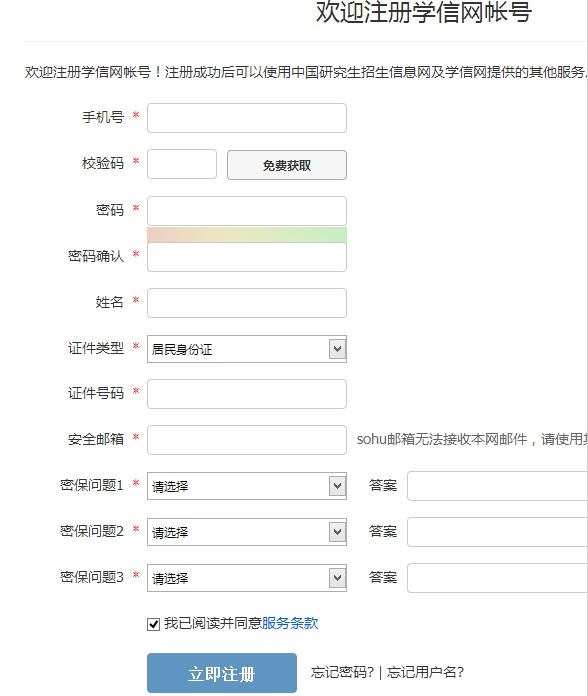 欢迎注册学信网帐号
欢迎注册学信网帐号！注册成功后可以使用中国研究生招生信息网及学信网提供的其他服务。
手机号 *
校验码 * 免费获取
密码 *
密码确认 *
姓名 *
证件类型 * 居民身份证
证件号码 *
安全邮箱 * sohu邮箱无法接收本网邮件，请使用
密保问题1 * 请选择 答案
密保问题2 * 请选择 答案
密保问题3 * 请选择 答案
我已阅读并同意服务条款
立即注册 忘记密码? | 忘记用户名?